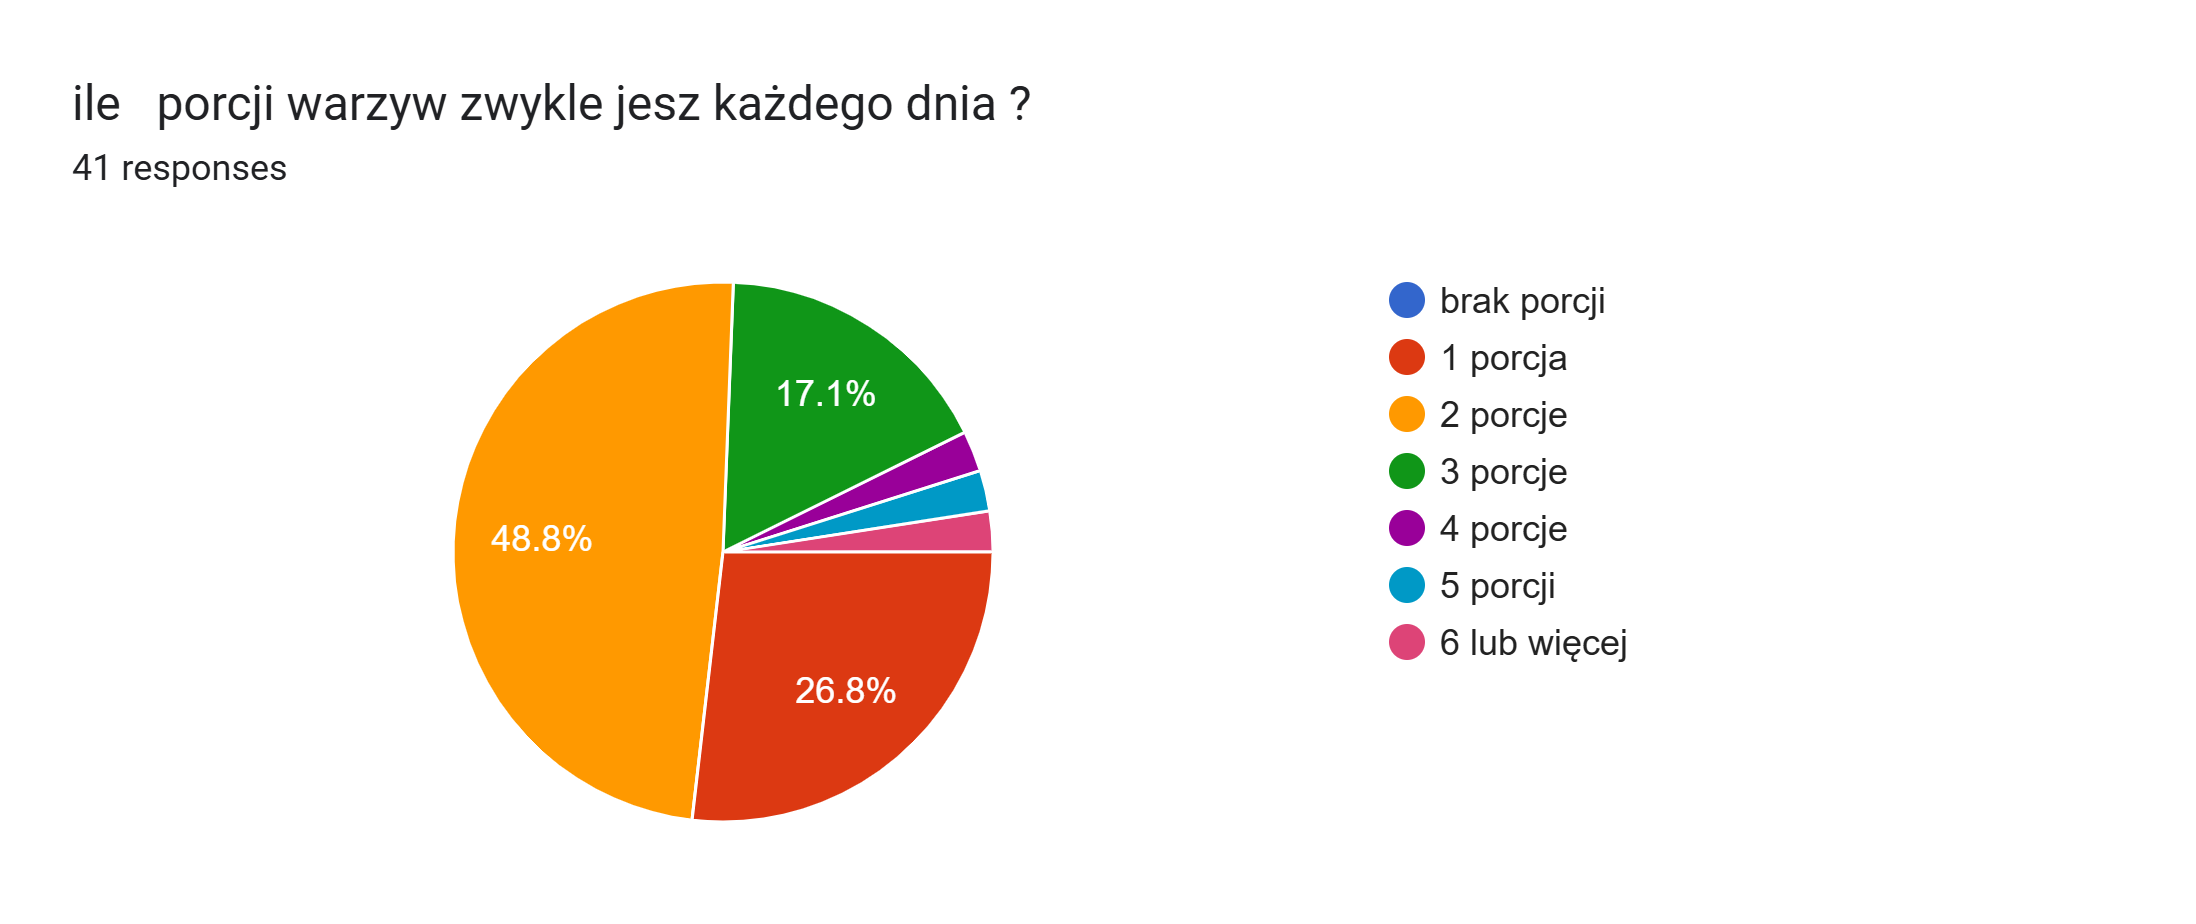 ile   porcji warzyw zwykle jesz każdego dnia ?
41 responses
17.1%
48.8%
26.8%
brak porcji
1 porcja
2 porcje
3 porcje
4 porcje
5 porcji
6 lub więcej